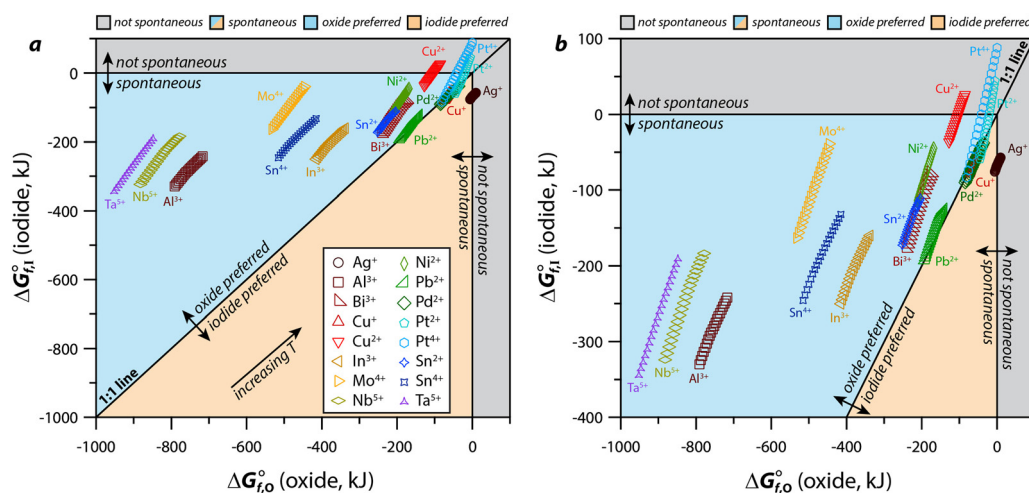 not spontaneous spontaneous oxide preferred iodide preferred
a
ΔG°f,I (iodide, kJ)
0
-200
-400
-600
-800
-1000
-1000 -800 -600 -400 -200 0
ΔG°f,O (oxide, kJ)
not spontaneous
spontaneous
Cu2+
Pt4+
Pt2+
Ni2+
Pd2+
Ag+
Cu+
Mo4+
Sn2+
Pb2+
Bi3+
Sn4+
In3+
Ta5+
Nb5+
Al3+
not spontaneous
spontaneous
oxide preferred
iodide preferred
increasing T
1:1 line
Ag+ Ni2+
Al3+ Pb2+
Bi3+ Pd2+
Cu+ Pt2+
Cu2+ Pt4+
In3+ Sn2+
Mo4+ Sn4+
Nb5+ Ta5+
not spontaneous spontaneous oxide preferred iodide preferred
b
ΔG°f,I (iodide, kJ)
100
0
-100
-200
-300
-400
-1000 -800 -600 -400 -200 0
ΔG°f,O (oxide, kJ)
not spontaneous
spontaneous
Pt4+
1:1 line
Pt2+
Cu2+
Mo4+
Ni2+
Ag+
Cu+
Pd2+
Sn2+
Bi3+
Pb2+
Sn4+
In3+
Ta5+
Nb5+
Al3+
not spontaneous
spontaneous
oxide preferred
iodide preferred